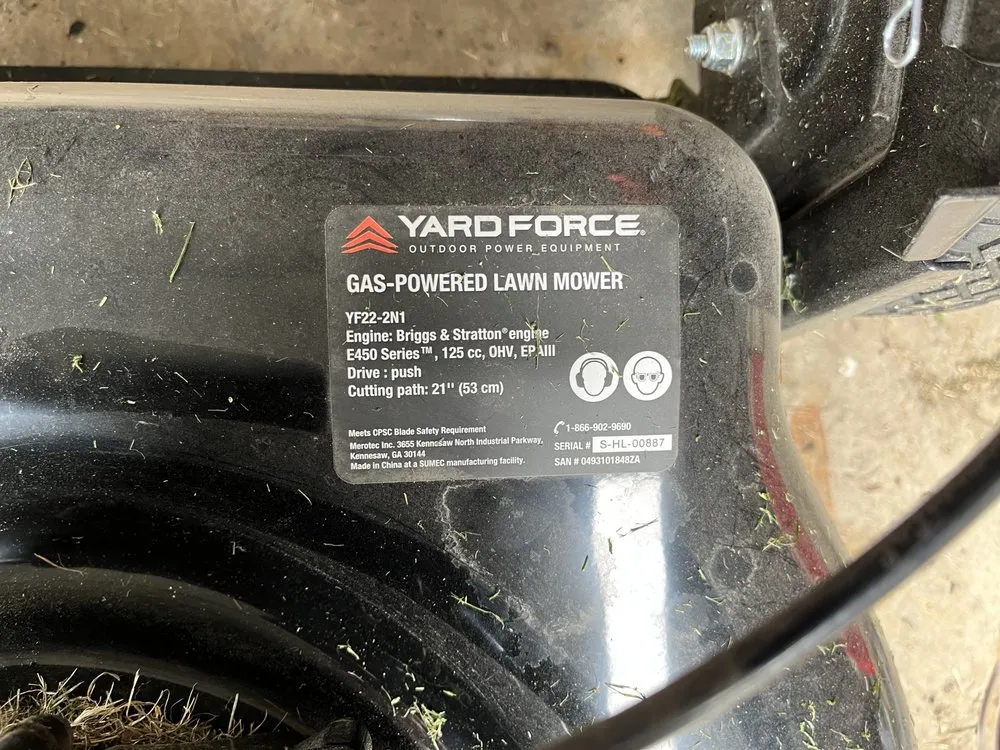 YARD FORCE®
OUTDOOR POWER EQUIPMENT
GAS-POWERED LAWN MOWER
YF22-2N1
Engine: Briggs & Stratton® engine
E450 Series™, 125 cc, OHV, EPAIII
Drive : push
Cutting path: 21'' (53 cm)
Meets CPSC Blade Safety Requirement
Merotec Inc. 3655 Kennosaw North Industrial Parkway,
Kennesaw, GA 30144
Made in China at a SUMEC manufacturing facility.
1-866-902-9690
SERIAL # S-HL-00887
SAN # 0493101848ZA